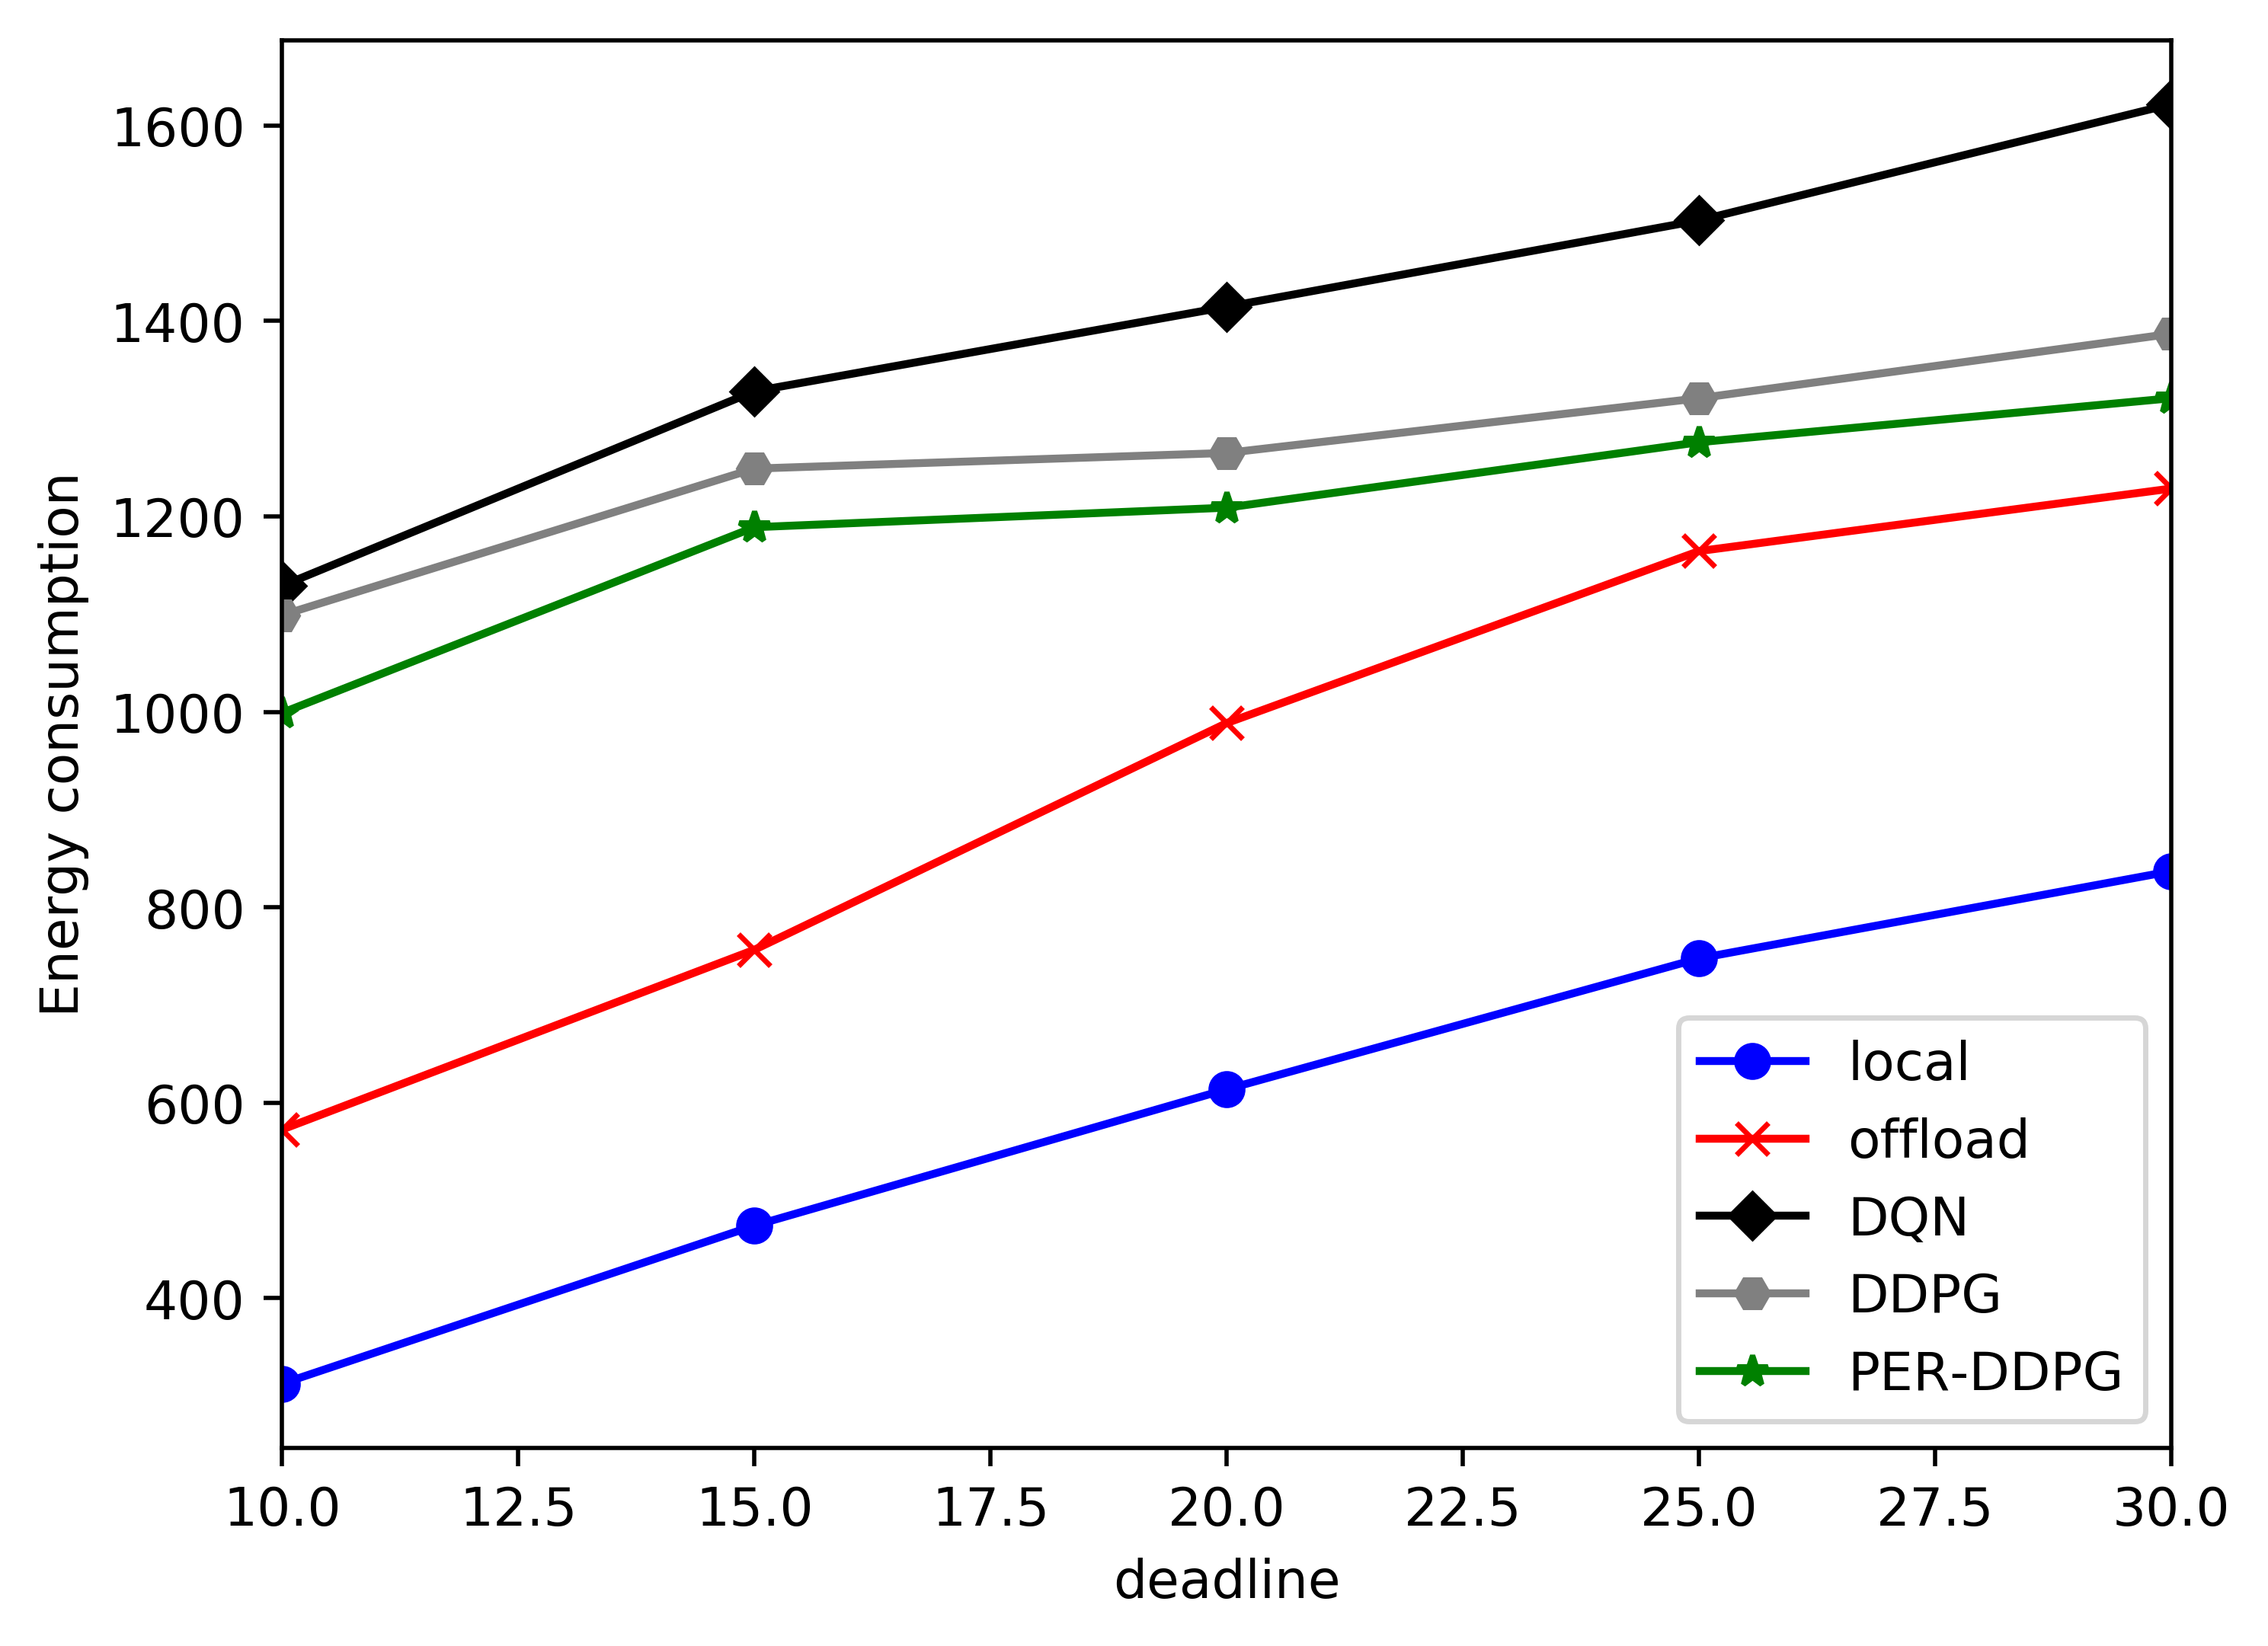 1600
1400
1200
1000
800
600
400
Energy consumption
10.0 12.5 15.0 17.5 20.0 22.5 25.0 27.5 30.0
deadline
local
offload
DQN
DDPG
PER-DDPG